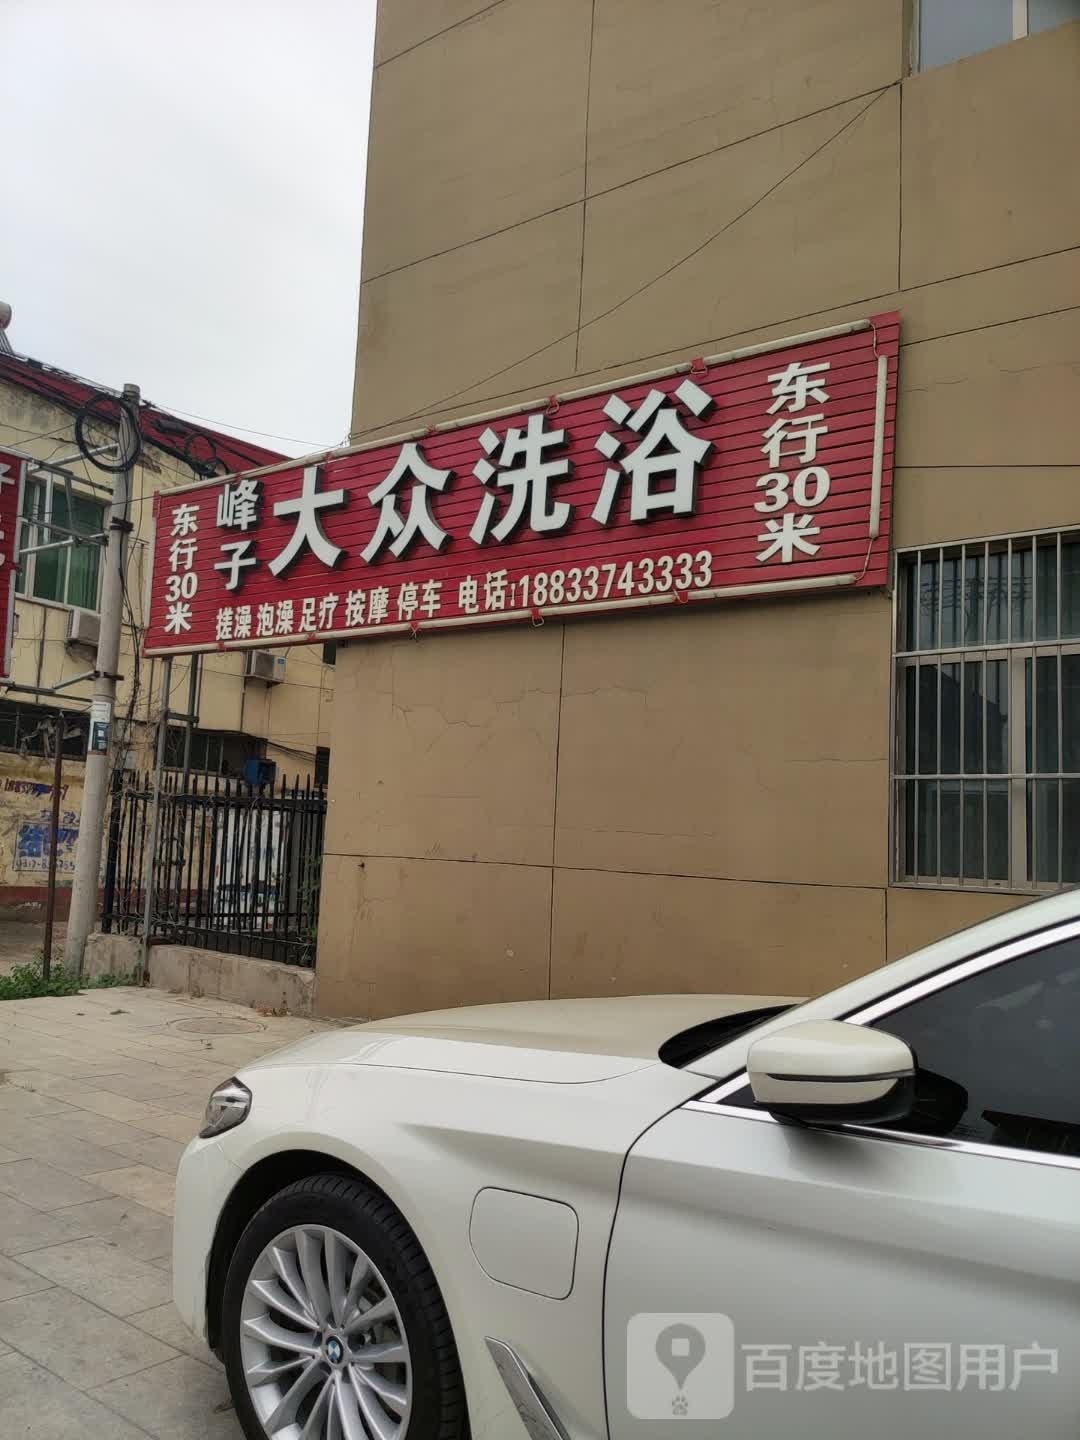 东行30米
峰子
大众洗浴
搓澡 泡澡 足疗 按摩 停车 电话:18833743333
东行30米
百度地图用户